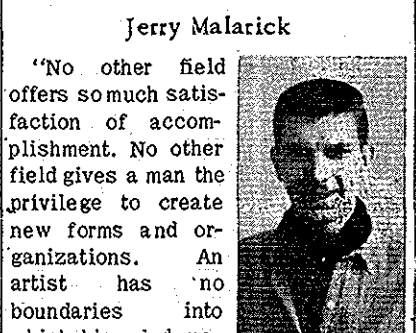 Jerry Malarick
"No other field
offers so much satis-
faction of accom-
plishment. No other
field gives a man the
privilege to create
new forms and or-
ganizations. An
artist has no
boundaries into